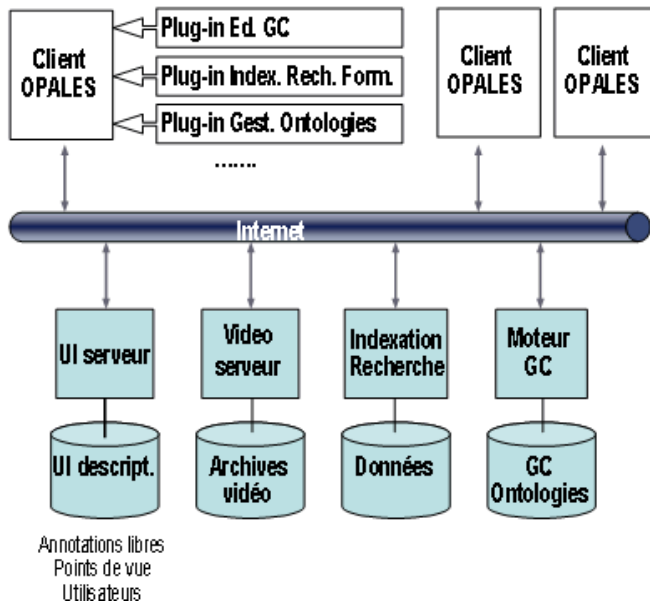 Client
OPALES
Plug-in Ed. GC
Plug-in Index. Rech. Form.
Plug-in Gest. Ontologies
.......
Client
OPALES
Client
OPALES
Internet
UI serveur
Video
serveur
Indexation
Recherche
Moteur
GC
UI descript.
Archives
vidéo
Données
GC
Ontologies
Annotations libres
Points de vue
Utilisateurs